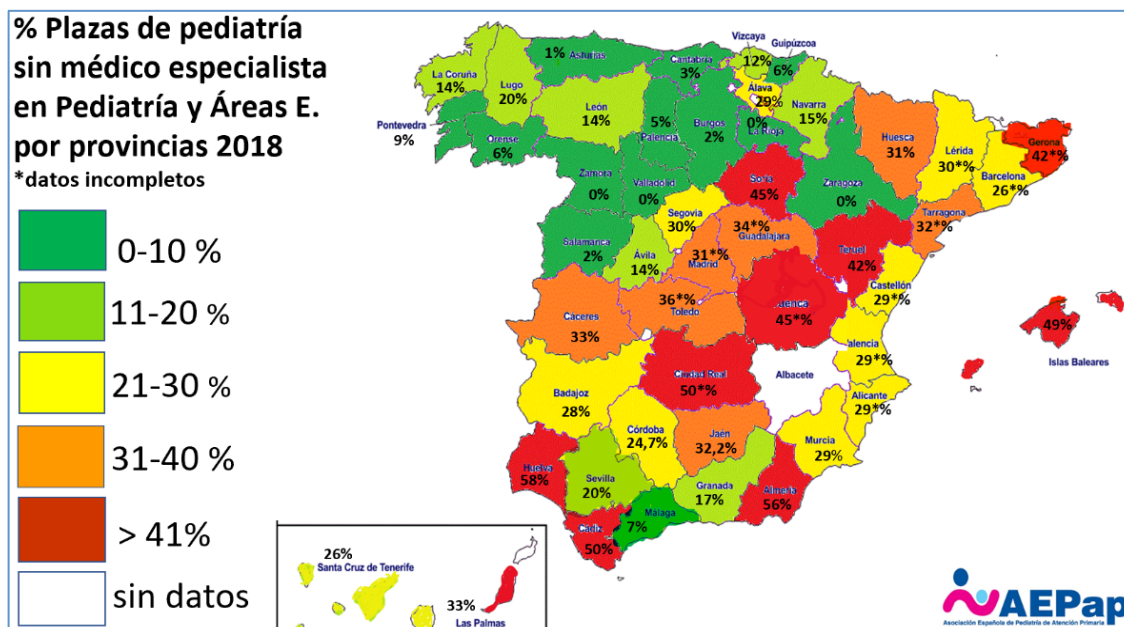 % Plazas de pediatría
sin médico especialista
en Pediatría y Áreas E.
por provincias 2018
*datos incompletos
0-10 %
11-20 %
21-30 %
31-40 %
> 41%
sin datos
La Coruña
14%
Lugo
20%
Pontevedra
9%
Orense
6%
1%
Asturias
Cantabria
3%
Vizcaya
12%
Guipúzcoa
6%
Álava
29%
Navarra
15%
León
14%
5%
Palencia
Burgos
2%
0%
La Rioja
Zamora
0%
Valladolid
0%
Soria
45%
Zaragoza
0%
Huesca
31%
Lérida
30*%
Gerona
42*%
Barcelona
26*%
Tarragona
32*%
Salamanca
2%
Ávila
14%
Segovia
30%
31*%
Madrid
34*%
Guadalajara
Teruel
42%
Castellón
29*%
Cáceres
33%
36*%
Toledo
Cuenca
45*%
Valencia
29*%
49%
Islas Baleares
Badajoz
28%
Ciudad Real
50*%
Albacete
Alicante
29*%
Murcia
29%
Córdoba
24,7%
Jaén
32,2%
Huelva
58%
Sevilla
20%
Granada
17%
Almería
56%
Málaga
7%
Cádiz
50%
26%
Santa Cruz de Tenerife
33%
Las Palmas
AEPap
Asociación Española de Pediatría de Atención Primaria